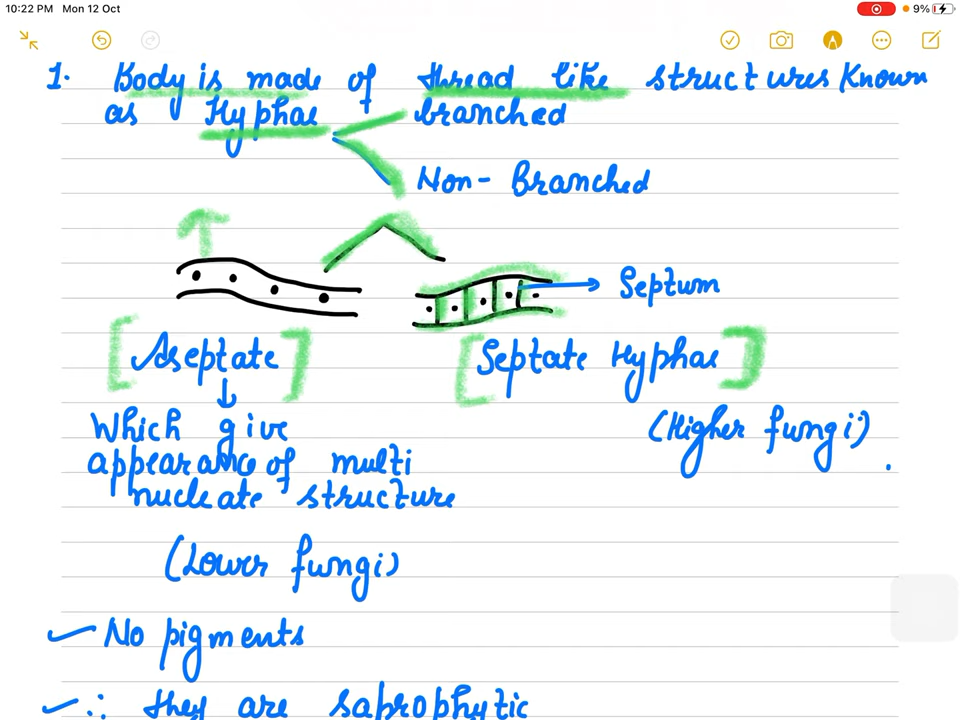 10:22 PM Mon 12 Oct
9%
1. Body is made of thread like structures Known
as Hyphae branched
Non- Branched
Septum
[Aseptate] [Septate Hyphae]
Which give
appearance of multi
nucleate structure
(Higher fungi)
(Lower fungi)
No pigments
∴ they are saprophytic